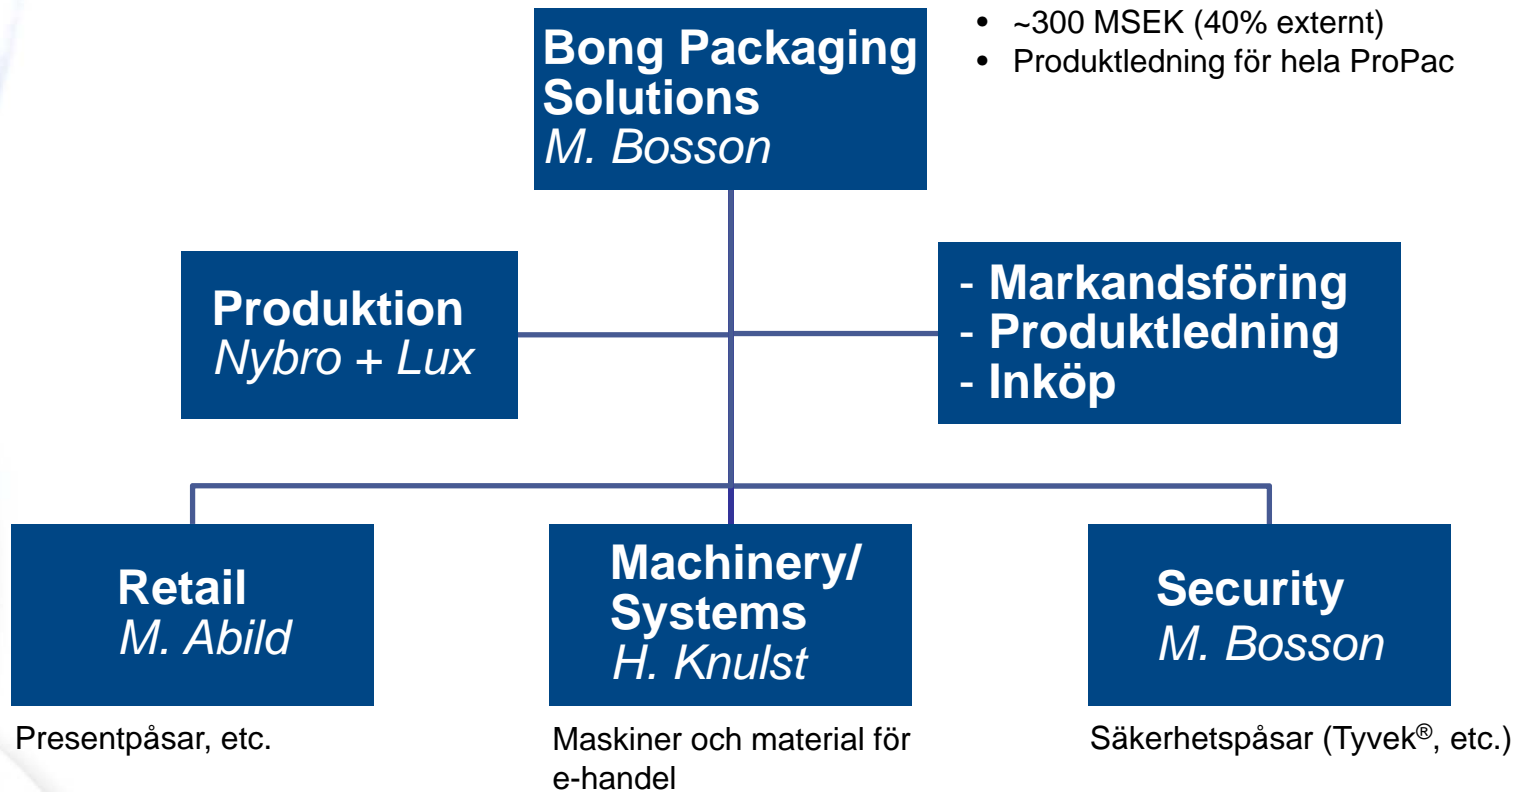 Bong Packaging
Solutions
M. Bosson
• ~300 MSEK (40% externt)
• Produktledning för hela ProPac
Produktion
Nybro + Lux
- Markandsföring
- Produktledning
- Inköp
Retail
M. Abild
Presentpåsar, etc.
Machinery/
Systems
H. Knulst
Maskiner och material för
e-handel
Security
M. Bosson
Säkerhetspåsar (Tyvek®, etc.)